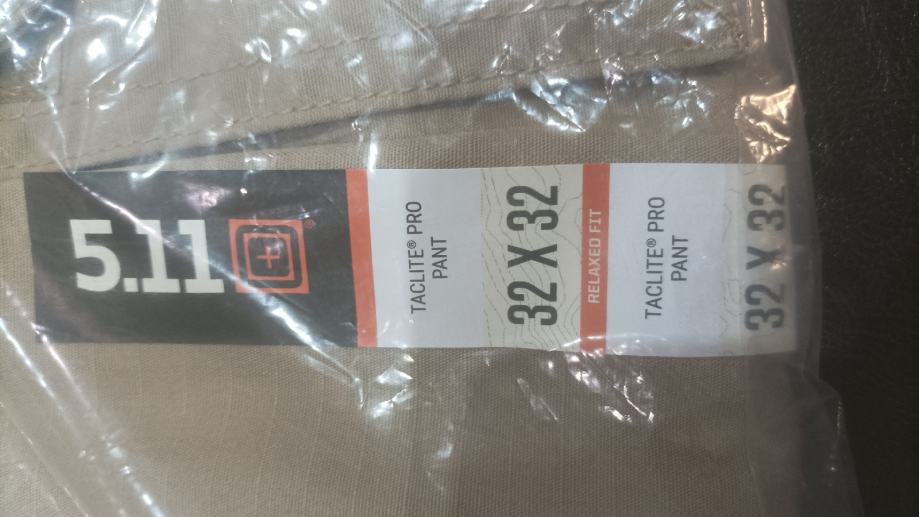 5.11
TACLITE® PRO
PANT
32 X 32
RELAXED FIT
TACLITE® PRO
PANT
32 X 32